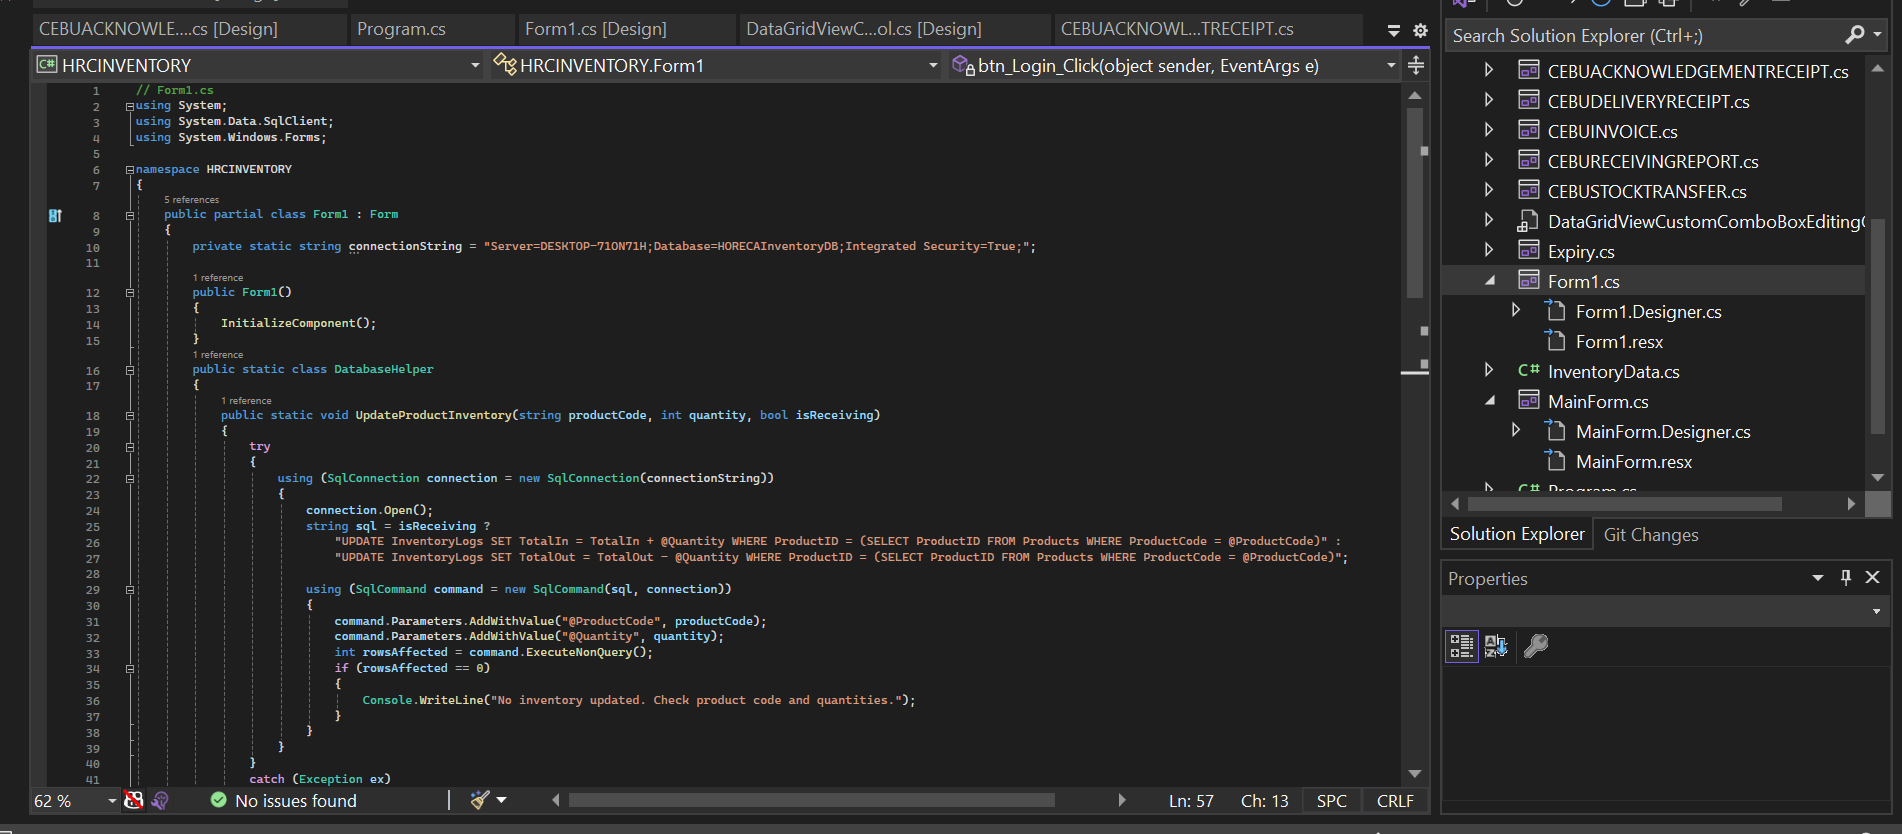 CEBUACKNOWLE....cs [Design]
Program.cs
Form1.cs [Design]
DataGridViewC...ol.cs [Design]
CEBUACKNOWL...TRECEIPT.cs
C# HRCINVENTORY
HRCINVENTORY.Form1
btn_Login_Click(object sender, EventArgs e)
1 // Form1.cs
2 using System;
3 using System.Data.SqlClient;
4 using System.Windows.Forms;
5
6 namespace HRCINVENTORY
7 {
5 references
8 public partial class Form1 : Form
9 {
10 private static string connectionString = "Server=DESKTOP-71ON71H;Database=HORECAInventoryDB;Integrated Security=True;";
11
1 reference
12 public Form1()
13 {
14 InitializeComponent();
15 }
1 reference
16 public static class DatabaseHelper
17 {
1 reference
18 public static void UpdateProductInventory(string productCode, int quantity, bool isReceiving)
19 {
20 try
21 {
22 using (SqlConnection connection = new SqlConnection(connectionString))
23 {
24 connection.Open();
25 string sql = isReceiving ?
26 "UPDATE InventoryLogs SET TotalIn = TotalIn + @Quantity WHERE ProductID = (SELECT ProductID FROM Products WHERE ProductCode = @ProductCode)" :
27 "UPDATE InventoryLogs SET TotalOut = TotalOut - @Quantity WHERE ProductID = (SELECT ProductID FROM Products WHERE ProductCode = @ProductCode)";
28
29 using (SqlCommand command = new SqlCommand(sql, connection))
30 {
31 command.Parameters.AddWithValue("@ProductCode", productCode);
32 command.Parameters.AddWithValue("@Quantity", quantity);
33 int rowsAffected = command.ExecuteNonQuery();
34 if (rowsAffected == 0)
35 {
36 Console.WriteLine("No inventory updated. Check product code and quantities.");
37 }
38 }
39 }
40 }
41 catch (Exception ex)
62 %
No issues found
Ln: 57
Ch: 13
SPC
CRLF
Search Solution Explorer (Ctrl+;)
CEBUACKNOWLEDGEMENTRECEIPT.cs
CEBUDELIVERYRECEIPT.cs
CEBUINVOICE.cs
CEBURECEIVINGREPORT.cs
CEBUSTOCKTRANSFER.cs
DataGridViewCustomComboBoxEditing
Expiry.cs
Form1.cs
Form1.Designer.cs
Form1.resx
C# InventoryData.cs
MainForm.cs
MainForm.Designer.cs
MainForm.resx
C# Program.cs
Solution Explorer
Git Changes
Properties